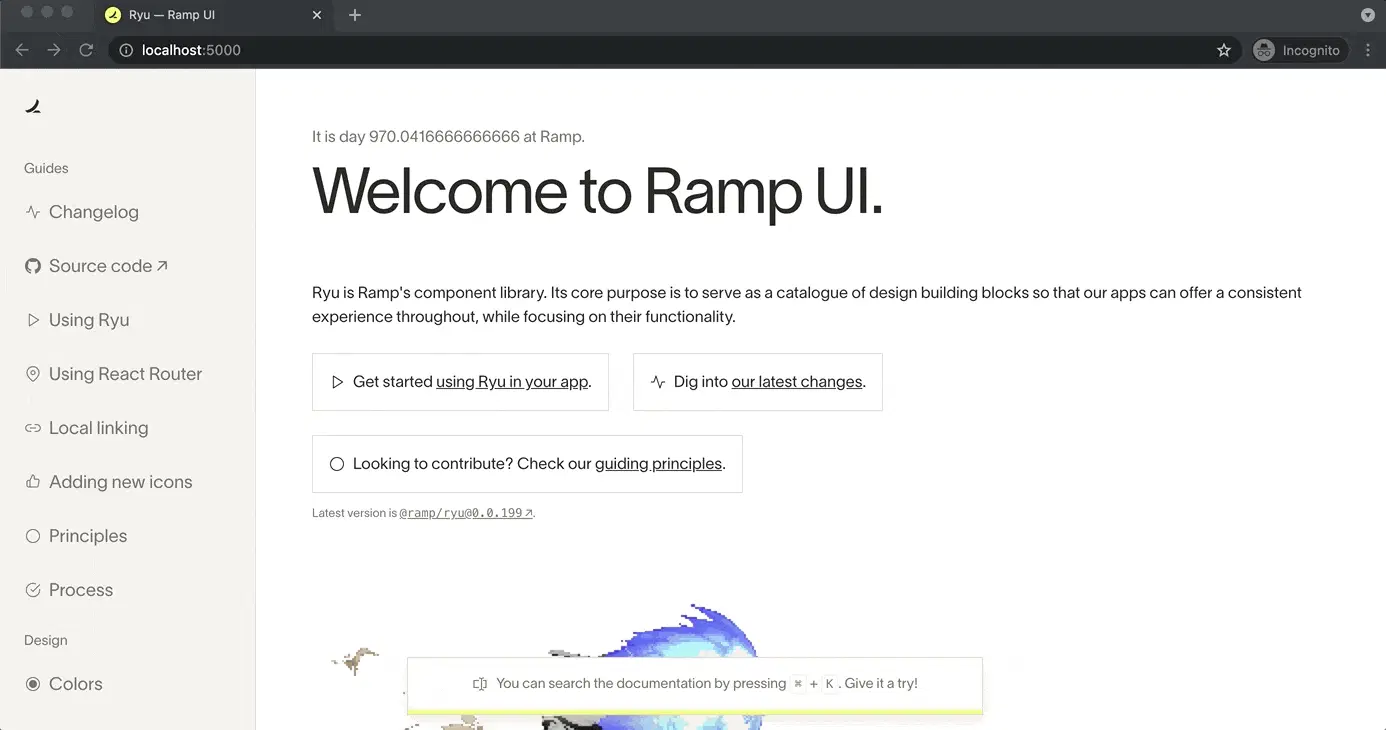 Ryu — Ramp UI
localhost:5000
Incognito
Guides
Changelog
Source code ↗
Using Ryu
Using React Router
Local linking
Adding new icons
Principles
Process
Design
Colors
It is day 970.0416666666666 at Ramp.
Welcome to Ramp UI.
Ryu is Ramp's component library. Its core purpose is to serve as a catalogue of design building blocks so that our apps can offer a consistent
experience throughout, while focusing on their functionality.
Get started using Ryu in your app.
Dig into our latest changes.
Looking to contribute? Check our guiding principles.
Latest version is @ramp/ryu@0.0.199↗.
You can search the documentation by pressing ⌘ + K . Give it a try!